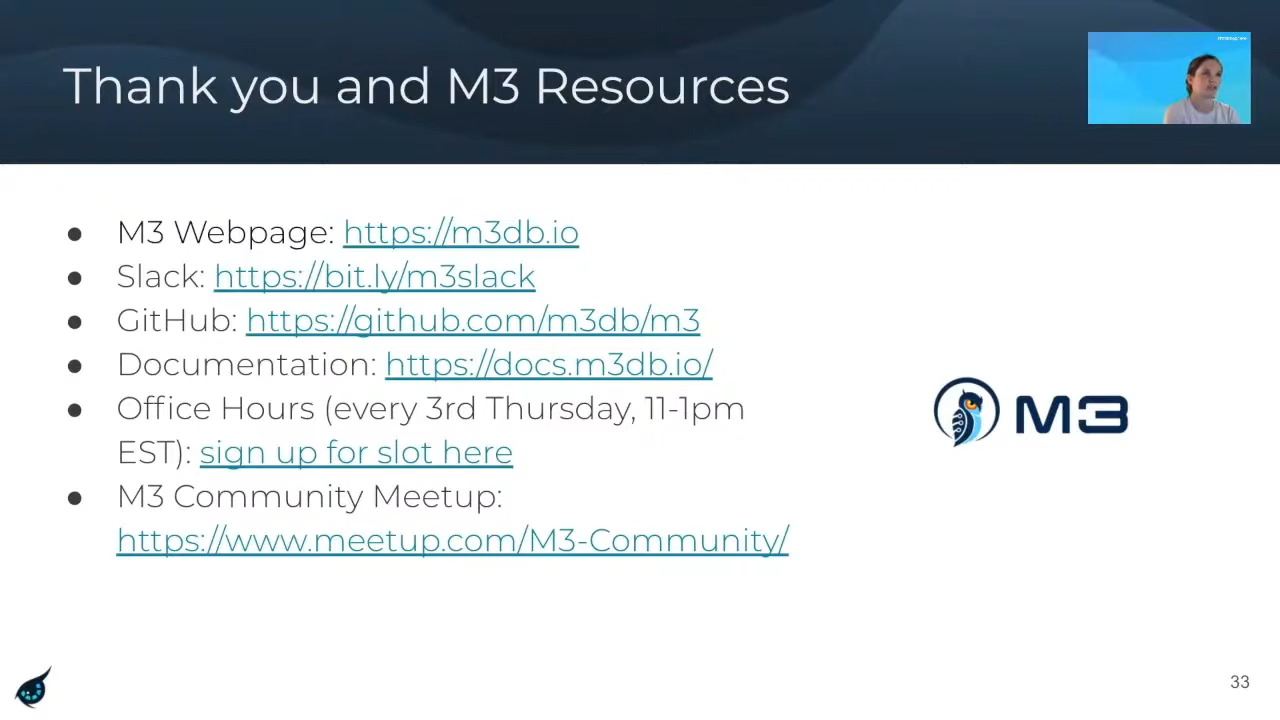 Thank you and M3 Resources
● M3 Webpage: https://m3db.io
● Slack: https://bit.ly/m3slack
● GitHub: https://github.com/m3db/m3
● Documentation: https://docs.m3db.io/
● Office Hours (every 3rd Thursday, 11-1pm
EST): sign up for slot here
● M3 Community Meetup:
https://www.meetup.com/M3-Community/
M3
33